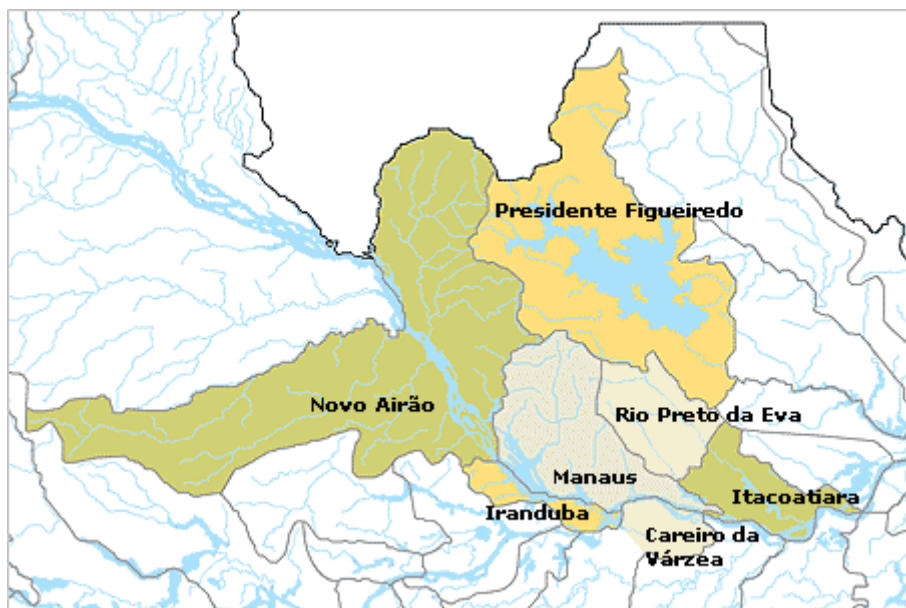 Presidente Figueiredo
Novo Airão
Rio Preto da Eva
Manaus
Itacoatiara
Iranduba
Careiro da
Várzea